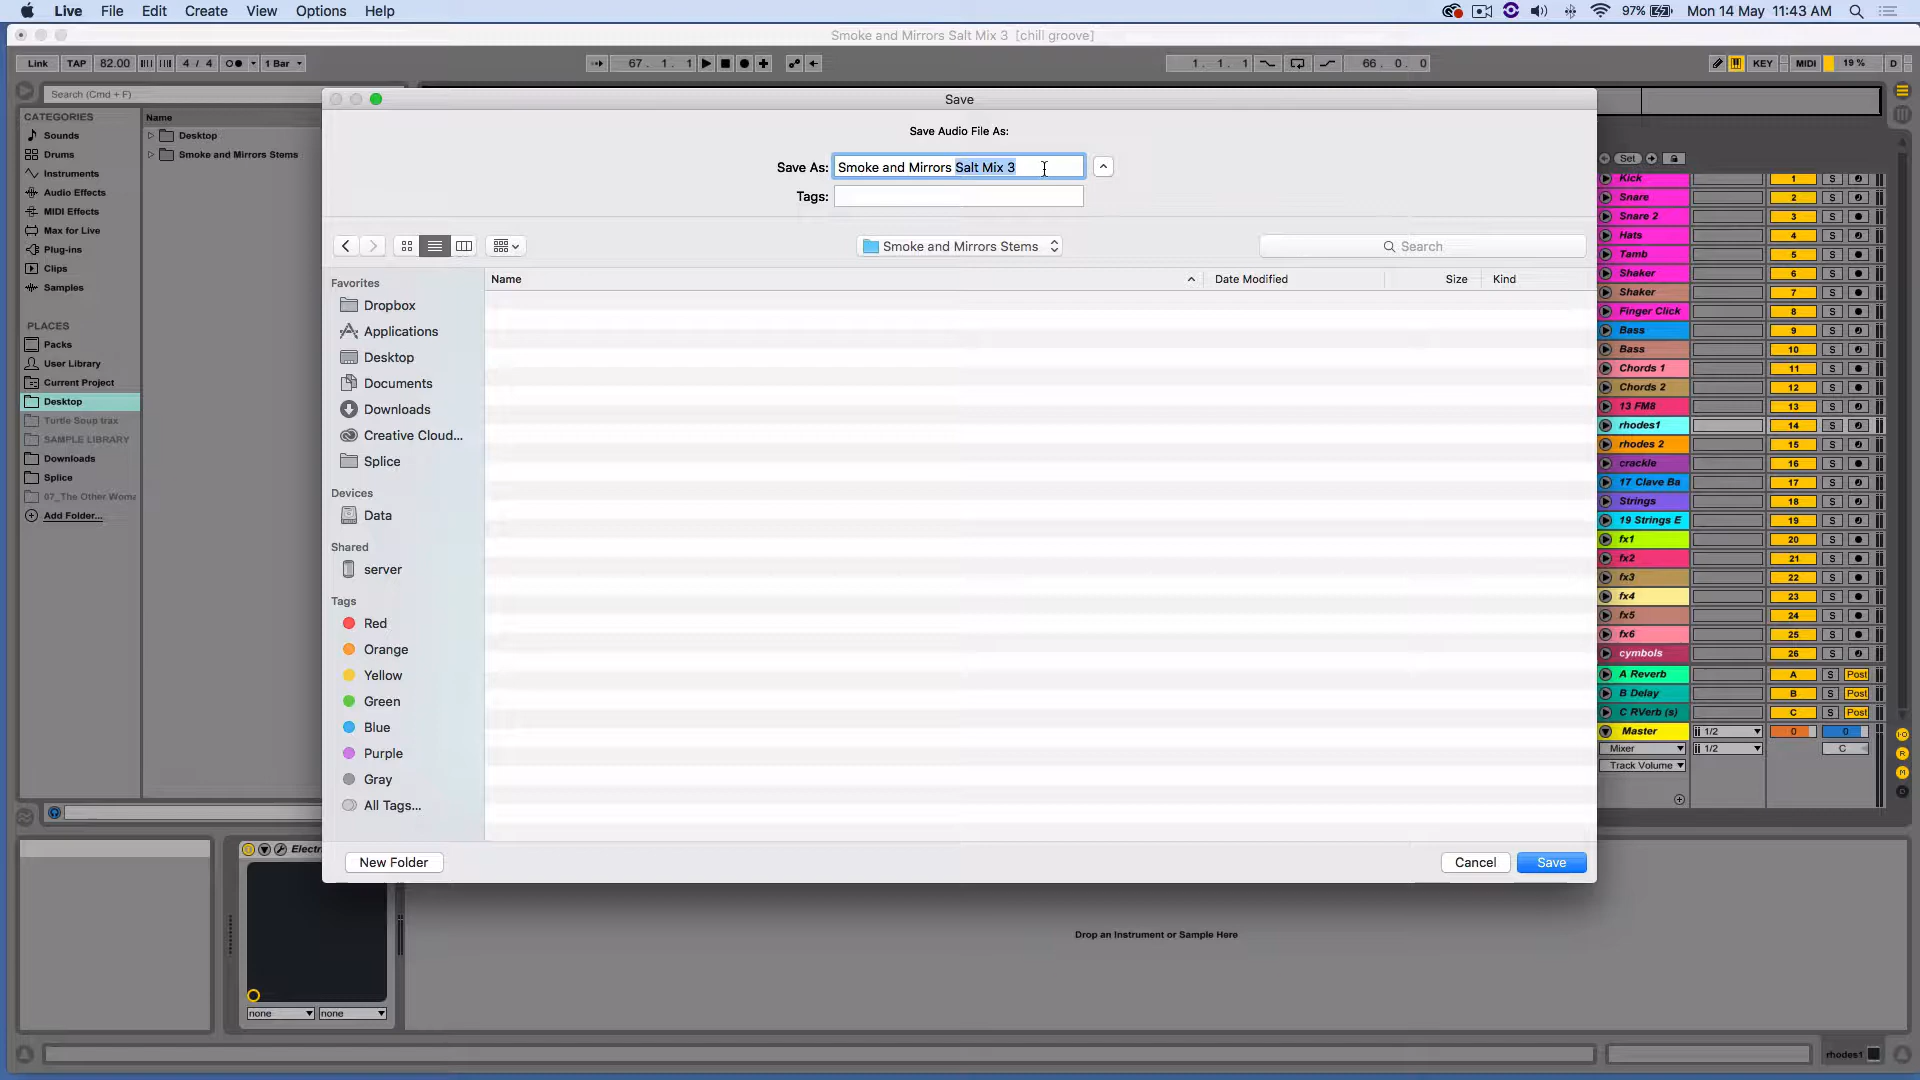 Live File Edit Create View Options Help 97% Mon 14 May 11:43 AM
Smoke and Mirrors Salt Mix 3 [chill groove]
Link TAP 82.00 4 / 4 1 Bar 67. 1. 1 1. 1. 1 66. 0. 0 KEY MIDI 19 % D
Search (Cmd + F)
CATEGORIES
Sounds
Drums
Instruments
Audio Effects
MIDI Effects
Max for Live
Plug-ins
Clips
Samples
PLACES
Packs
User Library
Current Project
Desktop
Turtle Soup trax
SAMPLE LIBRARY
Downloads
Splice
07_The Other Woma
Add Folder...
Name
Desktop
Smoke and Mirrors Stems
Save
Save Audio File As:
Save As: Smoke and Mirrors Salt Mix 3
Tags:
Smoke and Mirrors Stems
Search
Favorites
Dropbox
Applications
Desktop
Documents
Downloads
Creative Cloud...
Splice
Devices
Data
Shared
server
Tags
Red
Orange
Yellow
Green
Blue
Purple
Gray
All Tags...
Name Date Modified Size Kind
New Folder Cancel Save
Set
Kick 1 S
Snare 2 S
Snare 2 3 S
Hats 4 S
Tamb 5 S
Shaker 6 S
Shaker 7 S
Finger Click 8 S
Bass 9 S
Bass 10 S
Chords 1 11 S
Chords 2 12 S
13 FM8 13 S
rhodes1 14 S
rhodes 2 15 S
crackle 16 S
17 Clave Ba 17 S
Strings 18 S
19 Strings E 19 S
fx1 20 S
fx2 21 S
fx3 22 S
fx4 23 S
fx5 24 S
fx6 25 S
cymbols 26 S
A Reverb A S Post
B Delay B S Post
C RVerb (s) C S Post
Master 1/2 0 0
Mixer 1/2 C
Track Volume
Electr
none none
Drop an Instrument or Sample Here
rhodes1